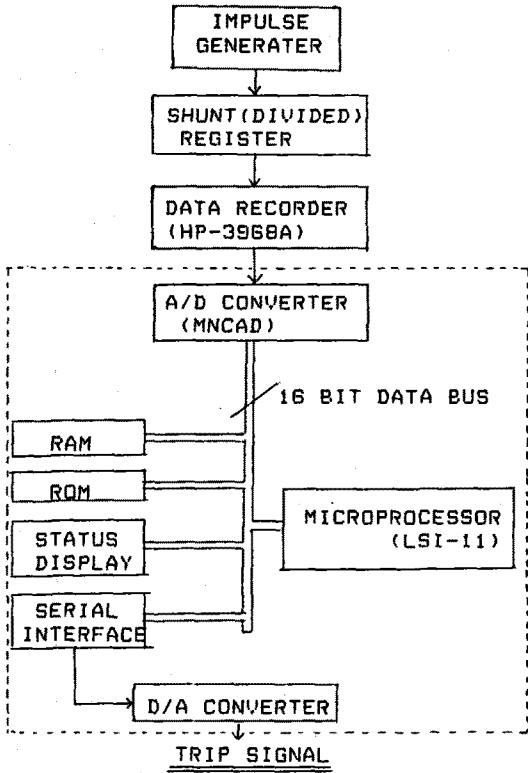 IMPULSE
GENERATER
SHUNT(DIVIDED)
REGISTER
DATA RECORDER
(HP-3968A)
A/D CONVERTER
(MNCAD)
16 BIT DATA BUS
RAM
ROM
STATUS
DISPLAY
MICROPROCESSOR
(LSI-11)
SERIAL
INTERFACE
D/A CONVERTER
TRIP SIGNAL